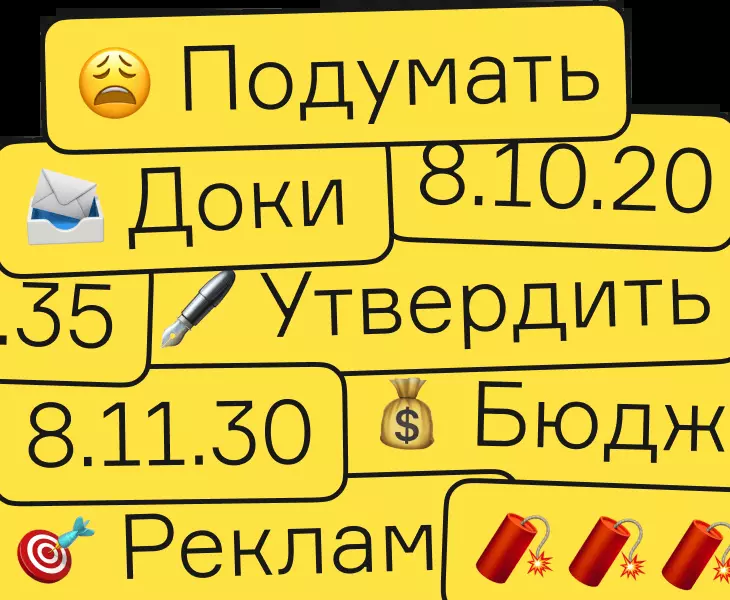 😩 Подумать
📨 Доки
8.10.20
.35
🖋️ Утвердить
8.11.30
💰 Бюдж
🎯 Реклам
🧨🧨🧨